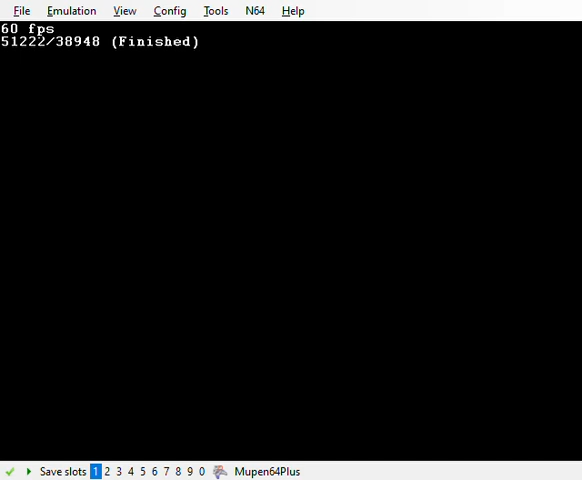 File Emulation View Config Tools N64 Help
60 fps
51222/38948 (Finished)
Save slots 1 2 3 4 5 6 7 8 9 0 Mupen64Plus